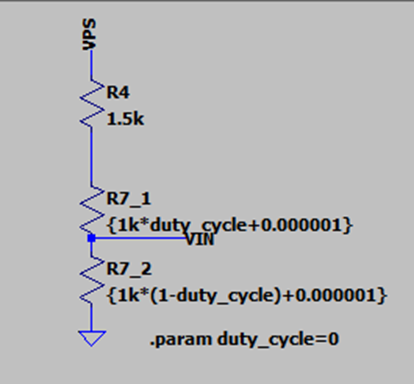 VPS
R4
1.5k
R7_1
{1k*duty_cycle+0.000001}
VIN
R7_2
{1k*(1-duty_cycle)+0.000001}
.param duty_cycle=0